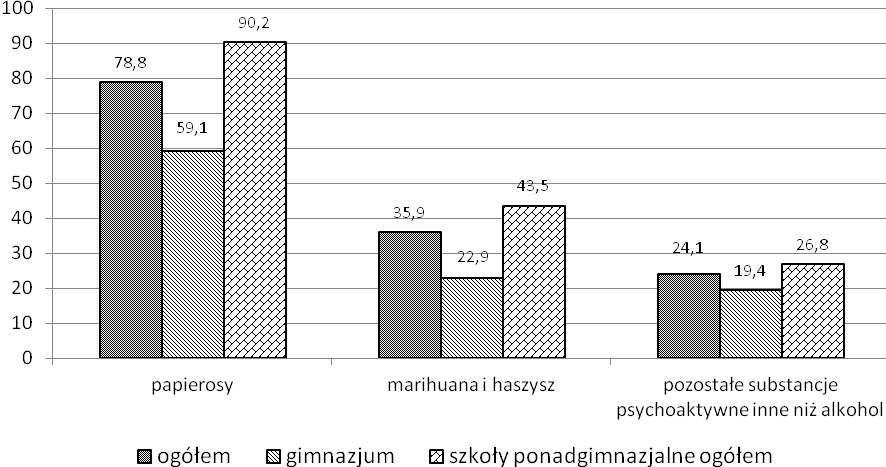 100
90
80
70
60
50
40
30
20
10
0
78,8
59,1
90,2
35,9
22,9
43,5
24,1
19,4
26,8
papierosy
marihuana i haszysz
pozostałe substancje
psychoaktywne inne niż alkohol
ogółem
gimnazjum
szkoły ponadgimnazjalne ogółem